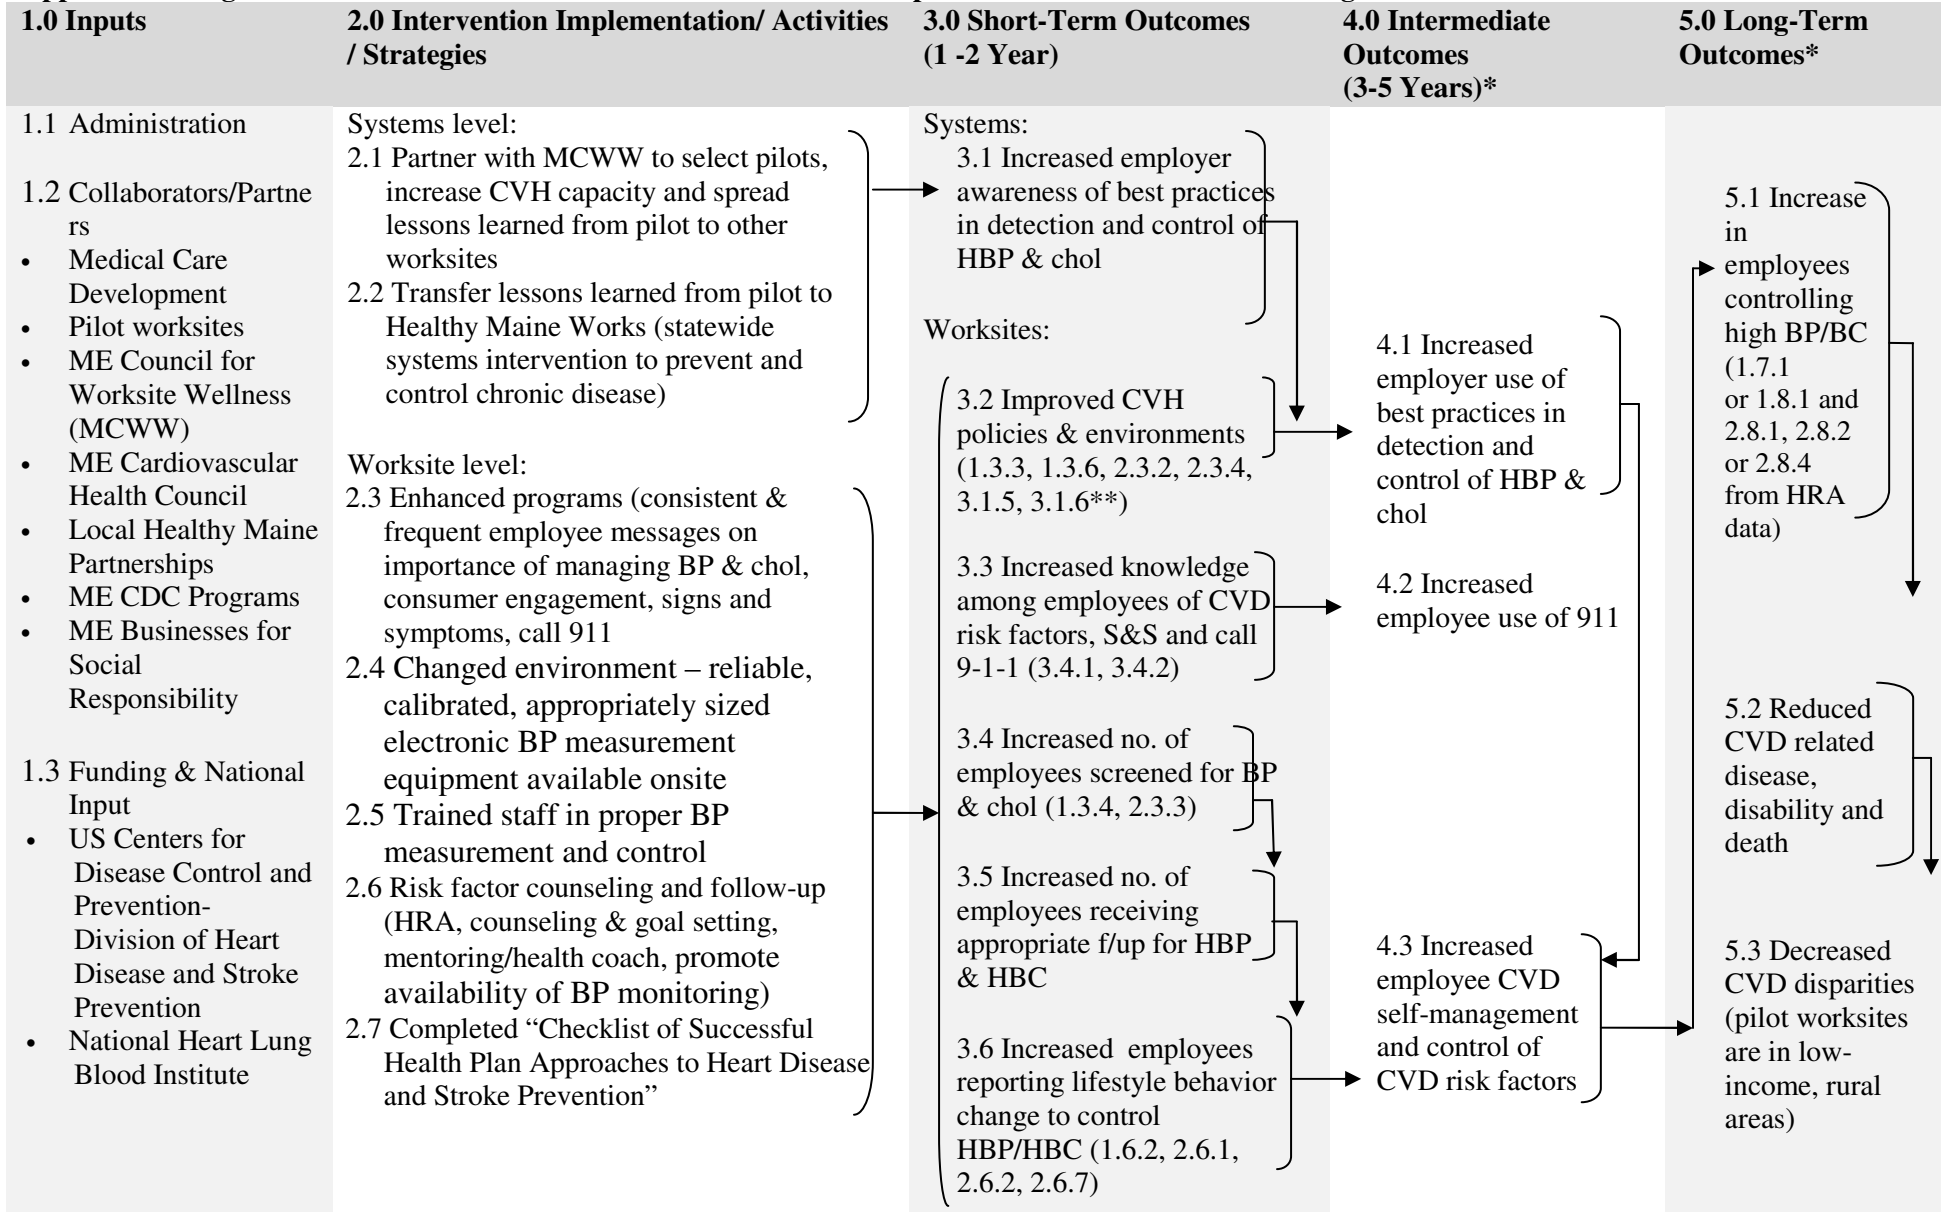 1.0 Inputs
2.0 Intervention Implementation/ Activities
/ Strategies
3.0 Short-Term Outcomes
(1 -2 Year)
4.0 Intermediate
Outcomes
(3-5 Years)*
5.0 Long-Term
Outcomes*
1.1 Administration
1.2 Collaborators/Partne
rs
• Medical Care
Development
• Pilot worksites
• ME Council for
Worksite Wellness
(MCWW)
• ME Cardiovascular
Health Council
• Local Healthy Maine
Partnerships
• ME CDC Programs
• ME Businesses for
Social
Responsibility
1.3 Funding & National
Input
• US Centers for
Disease Control and
Prevention-
Division of Heart
Disease and Stroke
Prevention
• National Heart Lung
Blood Institute
Systems level:
2.1 Partner with MCWW to select pilots,
increase CVH capacity and spread
lessons learned from pilot to other
worksites
2.2 Transfer lessons learned from pilot to
Healthy Maine Works (statewide
systems intervention to prevent and
control chronic disease)
Worksite level:
2.3 Enhanced programs (consistent &
frequent employee messages on
importance of managing BP & chol,
consumer engagement, signs and
symptoms, call 911
2.4 Changed environment – reliable,
calibrated, appropriately sized
electronic BP measurement
equipment available onsite
2.5 Trained staff in proper BP
measurement and control
2.6 Risk factor counseling and follow-up
(HRA, counseling & goal setting,
mentoring/health coach, promote
availability of BP monitoring)
2.7 Completed “Checklist of Successful
Health Plan Approaches to Heart Disease
and Stroke Prevention”
Systems:
3.1 Increased employer
awareness of best practices
in detection and control of
HBP & chol
Worksites:
3.2 Improved CVH
policies & environments
(1.3.3, 1.3.6, 2.3.2, 2.3.4,
3.1.5, 3.1.6**)
3.3 Increased knowledge
among employees of CVD
risk factors, S&S and call
9-1-1 (3.4.1, 3.4.2)
3.4 Increased no. of
employees screened for BP
& chol (1.3.4, 2.3.3)
3.5 Increased no. of
employees receiving
appropriate f/up for HBP
& HBC
3.6 Increased employees
reporting lifestyle behavior
change to control
HBP/HBC (1.6.2, 2.6.1,
2.6.2, 2.6.7)
4.1 Increased
employer use of
best practices in
detection and
control of HBP &
chol
4.2 Increased
employee use of 911
4.3 Increased
employee CVD
self-management
and control of
CVD risk factors
5.1 Increase
in
employees
controlling
high BP/BC
(1.7.1
or 1.8.1 and
2.8.1, 2.8.2
or 2.8.4
from HRA
data)
5.2 Reduced
CVD related
disease,
disability and
death
5.3 Decreased
CVD disparities
(pilot worksites
are in low-
income, rural
areas)